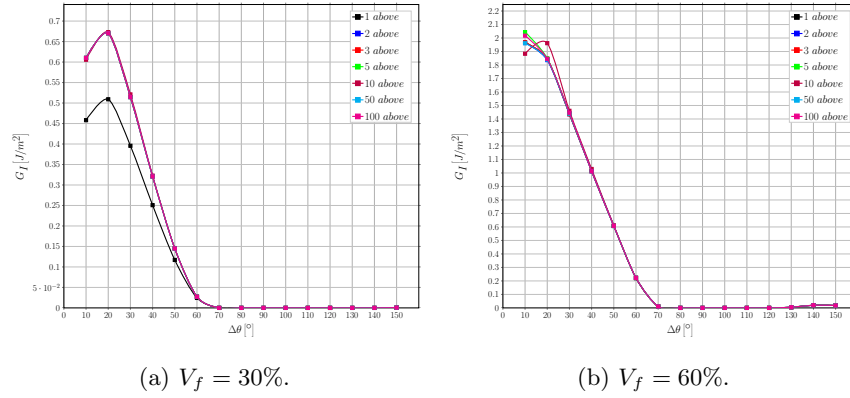 0.7
0.65
0.6
0.55
0.5
0.45
0.4
0.35
0.3
0.25
0.2
0.15
0.1
5 · 10⁻²
0
G_I [J/m²]
0 10 20 30 40 50 60 70 80 90 100 110 120 130 140 150
Δθ [°]
1 above
2 above
3 above
5 above
10 above
50 above
100 above
(a) V_f = 30%.
2.2
2.1
2
1.9
1.8
1.7
1.6
1.5
1.4
1.3
1.2
1.1
1
0.9
0.8
0.7
0.6
0.5
0.4
0.3
0.2
0.1
0
G_I [J/m²]
0 10 20 30 40 50 60 70 80 90 100 110 120 130 140 150
Δθ [°]
1 above
2 above
3 above
5 above
10 above
50 above
100 above
(b) V_f = 60%.